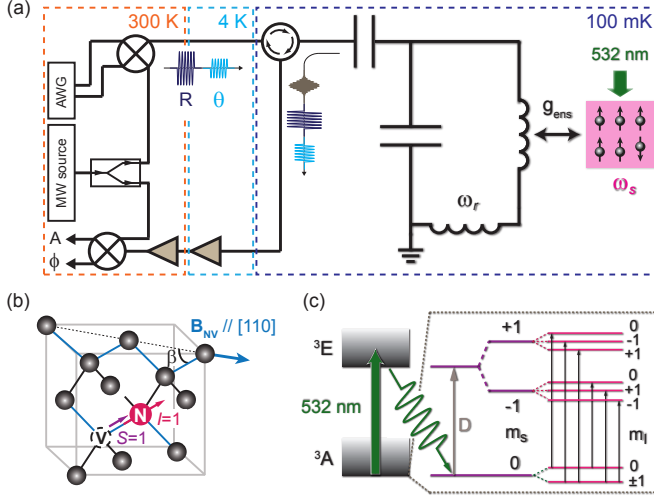 (a)
300 K
4 K
100 mK
AWG
R
θ
532 nm
g_ens
MW source
ω_s
ω_r
A
ϕ
(b)
B_NV // [110]
β
N
I=1
V
S=1
(c)
³E
532 nm
³A
D
+1
-1
m_s
0
0
-1
+1
0
+1
-1
m_I
0
±1